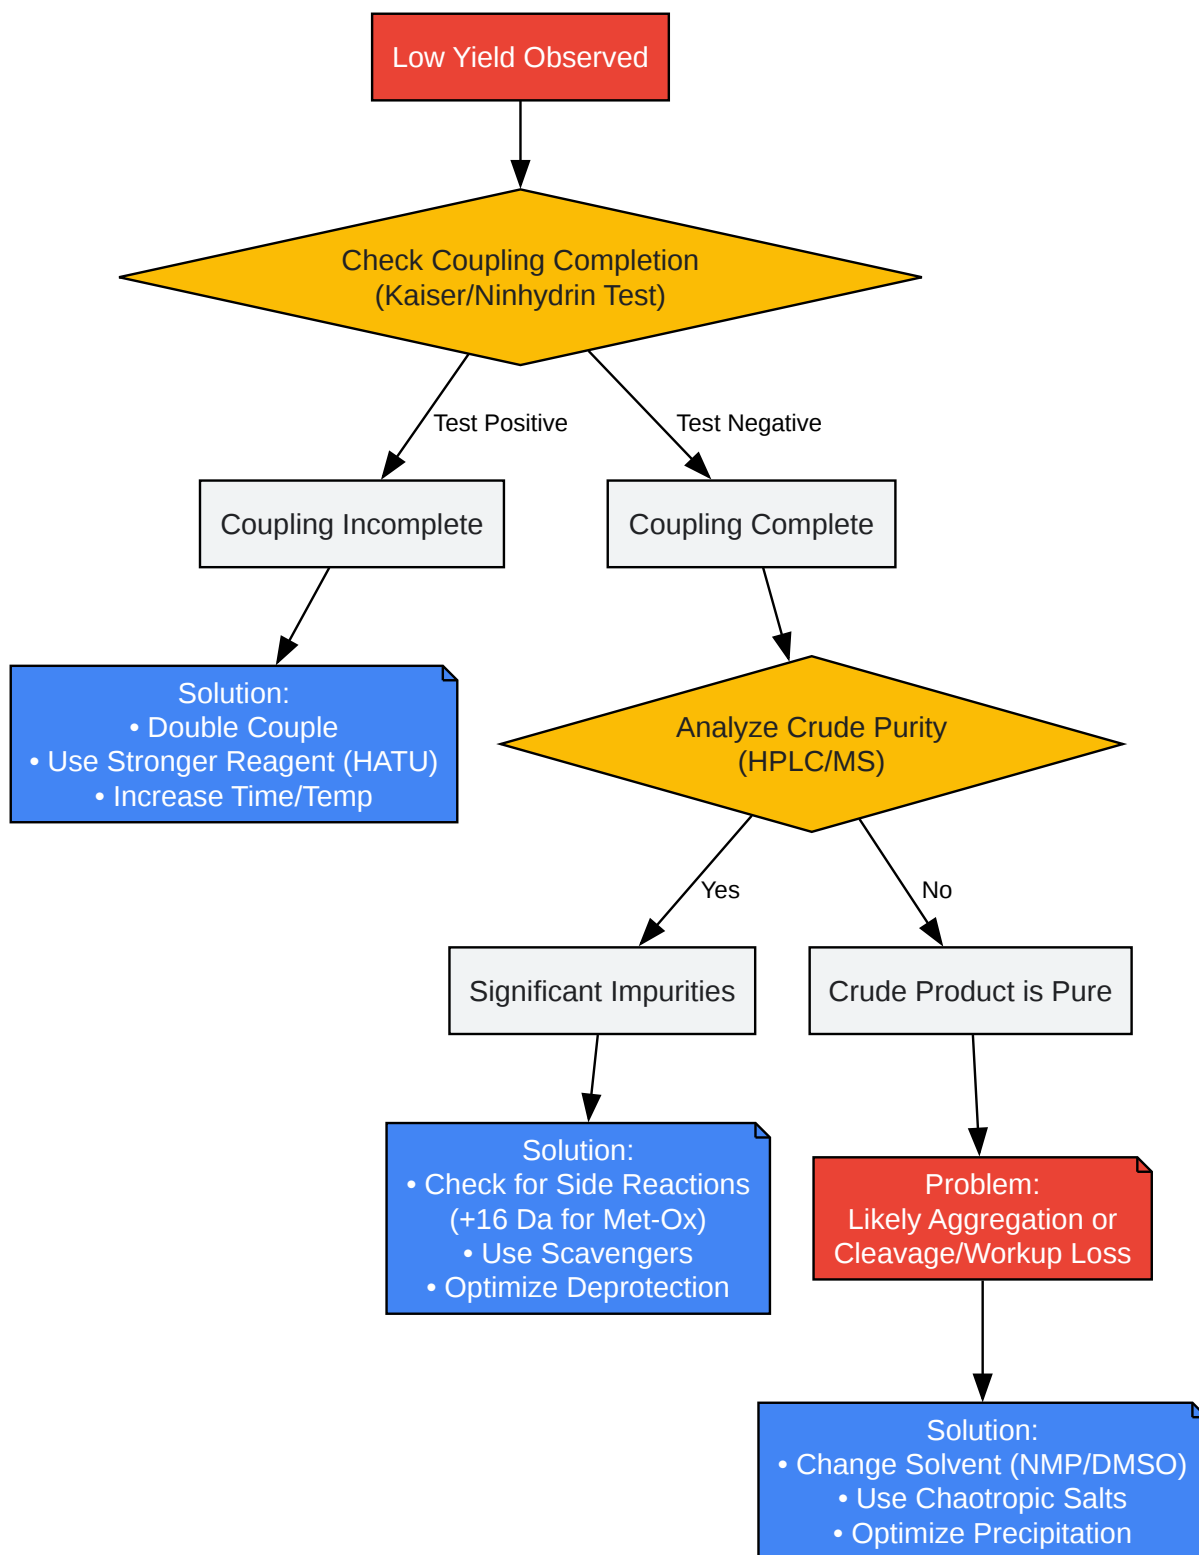 Low Yield Observed
Check Coupling Completion
(Kaiser/Ninhydrin Test)
Test Positive
Test Negative
Coupling Incomplete
Coupling Complete
Solution:
• Double Couple
• Use Stronger Reagent (HATU)
• Increase Time/Temp
Analyze Crude Purity
(HPLC/MS)
Yes
No
Significant Impurities
Crude Product is Pure
Solution:
• Check for Side Reactions
(+16 Da for Met-Ox)
• Use Scavengers
• Optimize Deprotection
Problem:
Likely Aggregation or
Cleavage/Workup Loss
Solution:
• Change Solvent (NMP/DMSO)
• Use Chaotropic Salts
• Optimize Precipitation